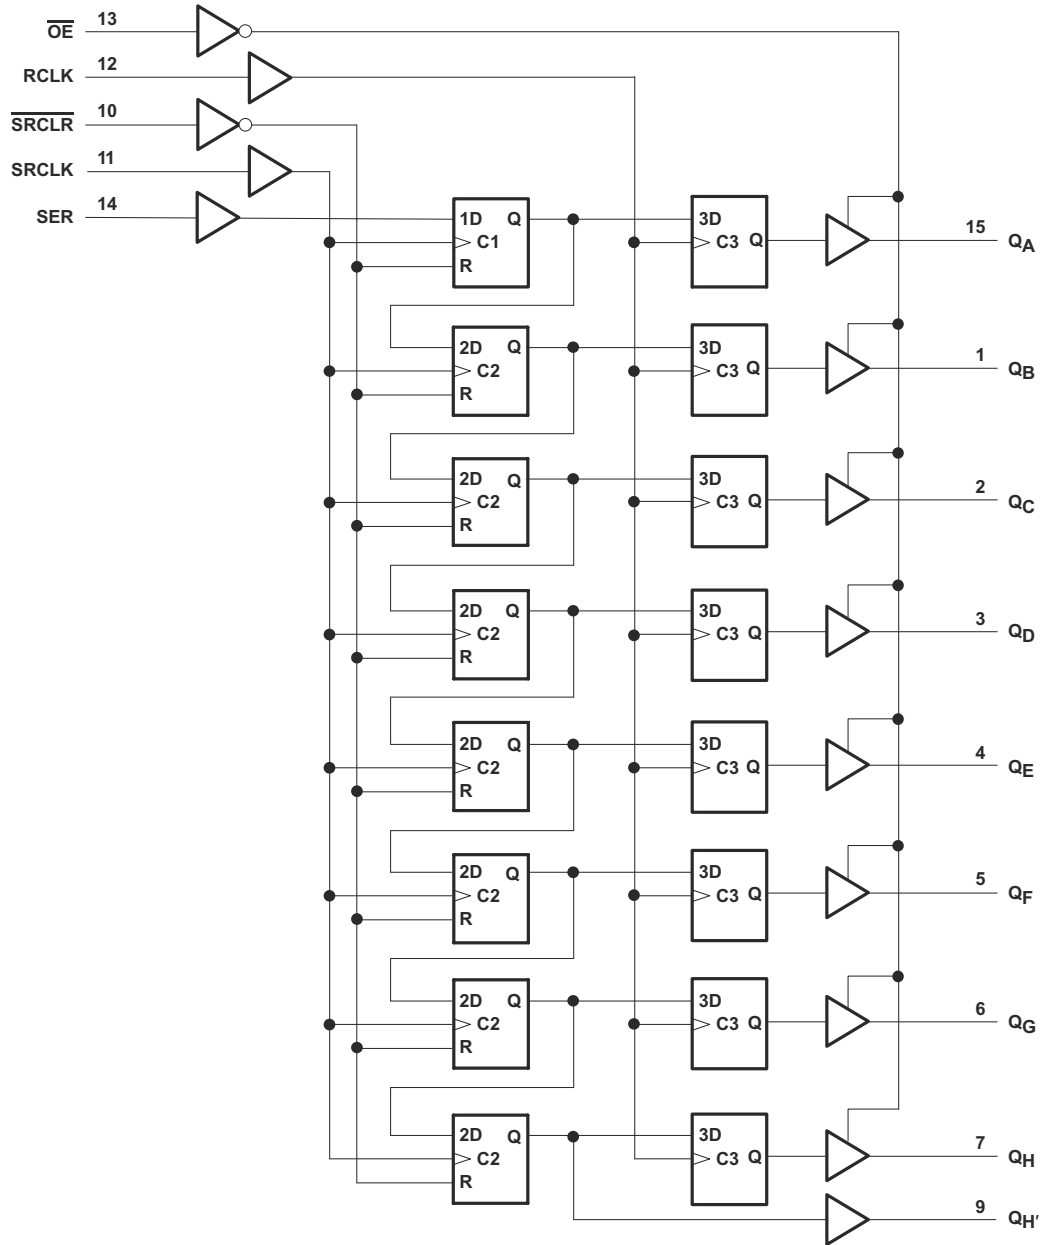 OE 13
RCLK 12
SRCLR 10
SRCLK 11
SER 14
1D Q 3D
C1 C3 Q 15 QA
R
2D Q 3D
C2 C3 Q 1 QB
R
2D Q 3D
C2 C3 Q 2 QC
R
2D Q 3D
C2 C3 Q 3 QD
R
2D Q 3D
C2 C3 Q 4 QE
R
2D Q 3D
C2 C3 Q 5 QF
R
2D Q 3D
C2 C3 Q 6 QG
R
2D Q 3D
C2 C3 Q 7 QH
R
9 QH′